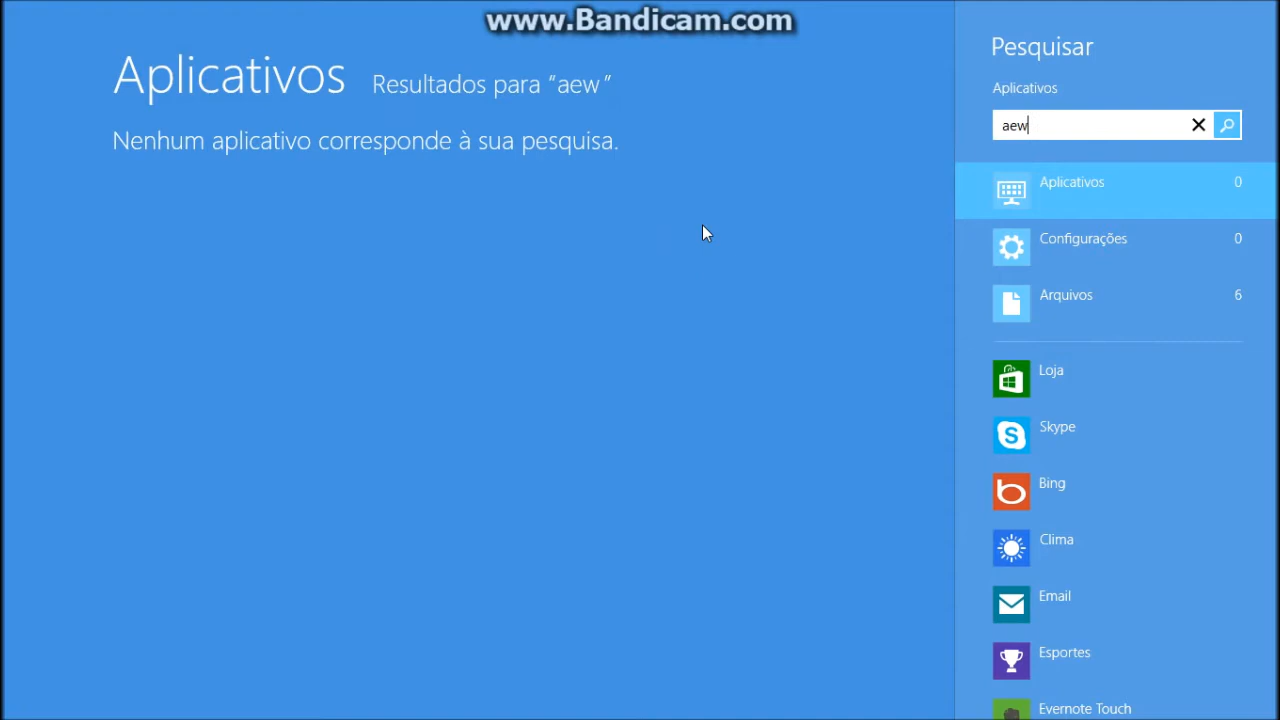 www.Bandicam.com
Aplicativos Resultados para “aew”
Nenhum aplicativo corresponde à sua pesquisa.
Pesquisar
Aplicativos
aew
Aplicativos 0
Configurações 0
Arquivos 6
Loja
Skype
Bing
Clima
Email
Esportes
Evernote Touch